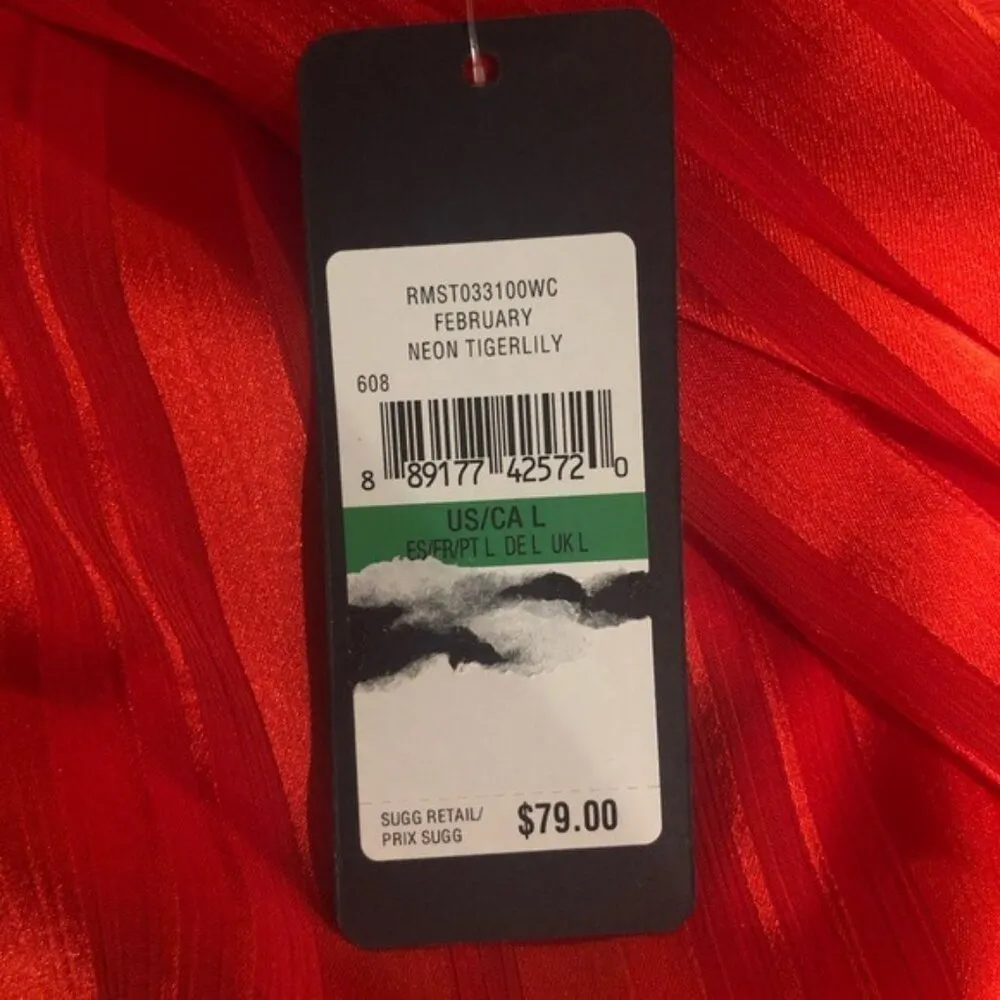 RMST033100WC
FEBRUARY
NEON TIGERLILY
608
8 89177 42572 0
US/CA L
ES/FR/PT L DE L UK L
SUGG RETAIL/
PRIX SUGG
$79.00